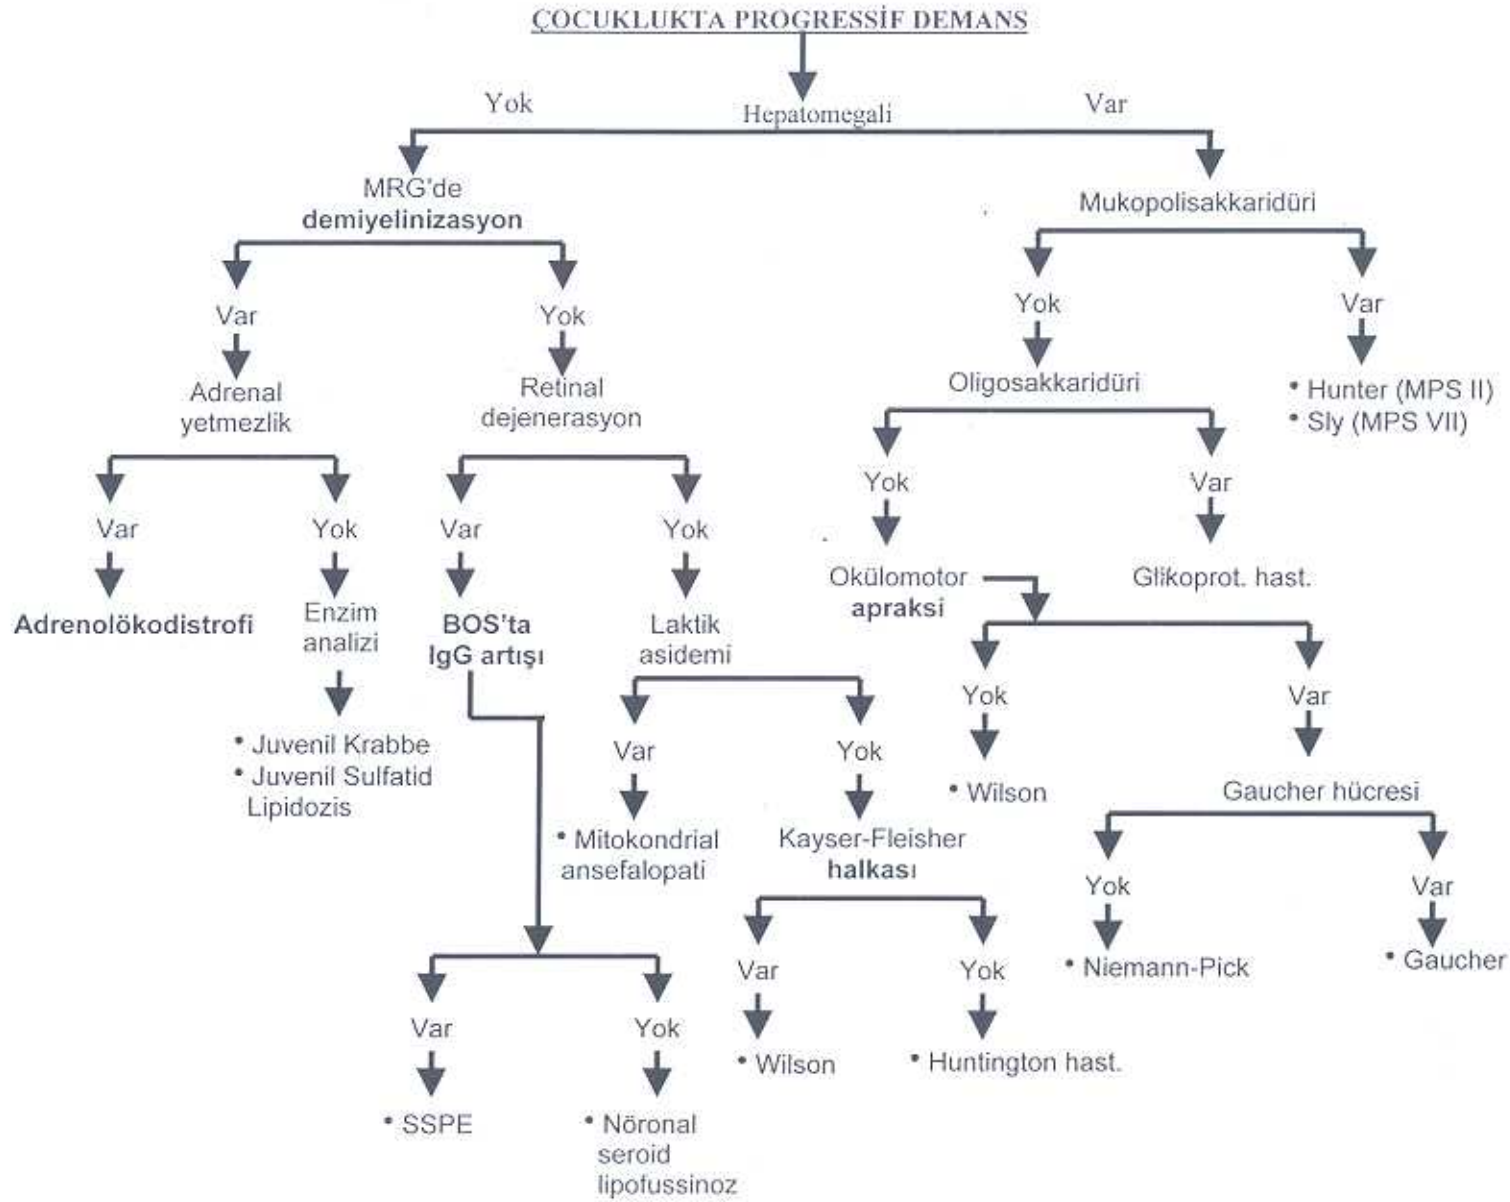 ÇOCUKLUKTA PROGRESSİF DEMANS
Yok
Hepatomegali
Var
MRG'de
demiyelinizasyon
Mukopolisakkaridüri
Var
Yok
Yok
Var
Adrenal
yetmezlik
Retinal
dejenerasyon
Oligosakkaridüri
• Hunter (MPS II)
• Sly (MPS VII)
Var
Yok
Var
Yok
Yok
Var
Adrenolökodistrofi
Enzim
analizi
BOS'ta
IgG artışı
Laktik
asidemi
Okülomotor
apraksi
Glikoprot. hast.
• Juvenil Krabbe
• Juvenil Sulfatid
Lipidozis
Var
Yok
Yok
Var
• Mitokondrial
ansefalopati
Kayser-Fleisher
halkası
• Wilson
Gaucher hücresi
Var
Yok
Yok
Var
• Wilson
• Huntington hast.
• Niemann-Pick
• Gaucher
Var
Yok
• SSPE
• Nöronal
seroid
lipofussinoz